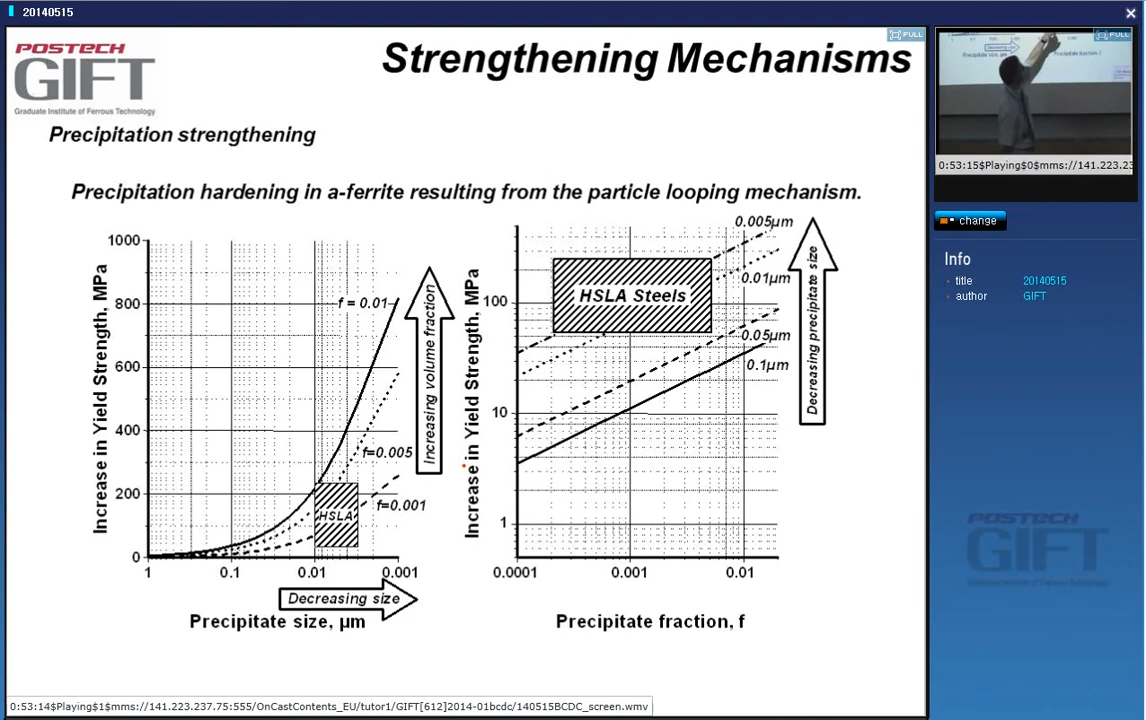 20140515
POSTECH
GIFT
Graduate Institute of Ferrous Technology
Strengthening Mechanisms
FULL
Precipitation strengthening
Precipitation hardening in a-ferrite resulting from the particle looping mechanism.
Increase in Yield Strength, MPa
1000
800
600
400
200
0
1
0.1
0.01
0.001
f = 0.01
f=0.005
f=0.001
HSLA
Increasing volume fraction
Decreasing size
Precipitate size, µm
Increase in Yield Strength, MPa
100
10
1
0.0001
0.001
0.01
0.005µm
0.01µm
0.05µm
0.1µm
HSLA Steels
Decreasing precipitate size
Precipitate fraction, f
0:53:14$Playing$1$mms://141.223.237.75:555/OnCastContents_EU/tutor1/GIFT[612]2014-01bcdc/140515BCDC_screen.wmv
FULL
Precipitate fraction, f
0:53:15$Playing$0$mms://141.223.23
change
Info
title 20140515
author GIFT
POSTECH
GIFT